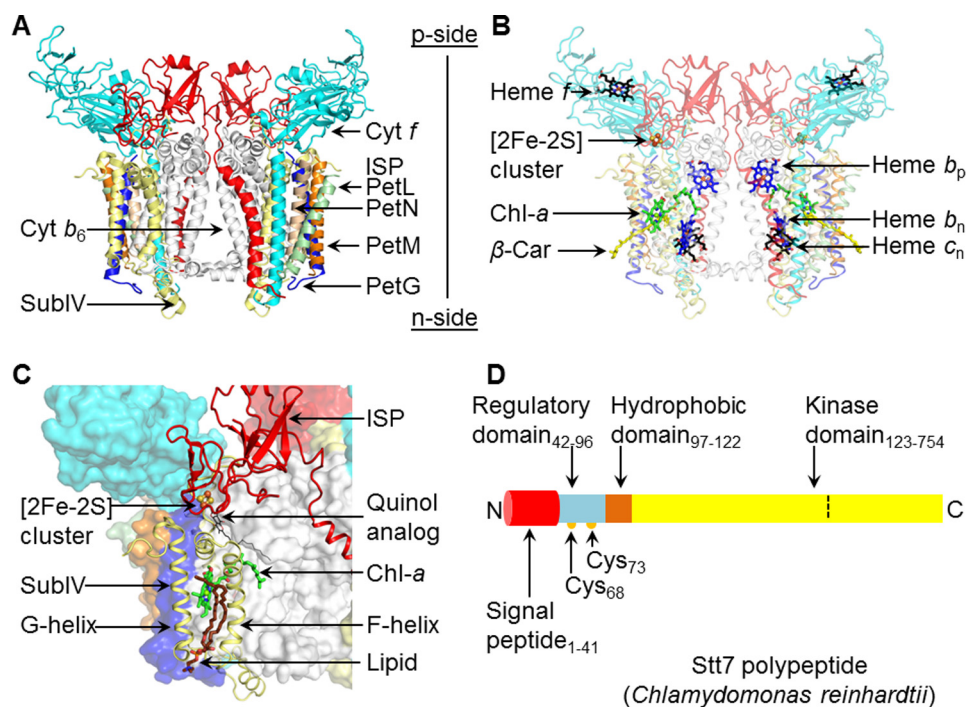 A
p-side
Cyt f
ISP
PetL
PetN
Cyt b6
PetM
PetG
SubIV
n-side
B
Heme f
[2Fe-2S]
cluster
Heme bp
Chl-a
Heme bn
β-Car
Heme cn
C
ISP
[2Fe-2S]
cluster
Quinol
analog
SubIV
Chl-a
G-helix
F-helix
Lipid
D
Regulatory
domain42-96
Hydrophobic
domain97-122
Kinase
domain123-754
N
C
Cys73
Cys68
Signal
peptide1-41
Stt7 polypeptide
(Chlamydomonas reinhardtii)